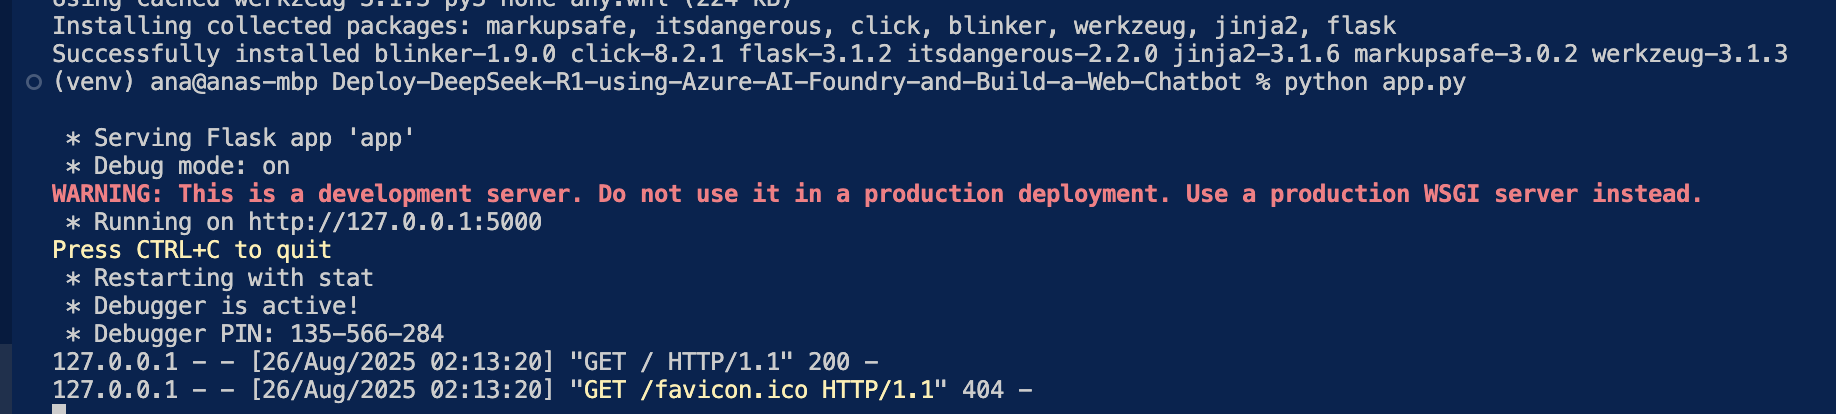 Using cached werkzeug-3.1.3-py3-none-any.whl (224 kB)
Installing collected packages: markupsafe, itsdangerous, click, blinker, werkzeug, jinja2, flask
Successfully installed blinker-1.9.0 click-8.2.1 flask-3.1.2 itsdangerous-2.2.0 jinja2-3.1.6 markupsafe-3.0.2 werkzeug-3.1.3
(venv) ana@anas-mbp Deploy-DeepSeek-R1-using-Azure-AI-Foundry-and-Build-a-Web-Chatbot % python app.py
* Serving Flask app 'app'
* Debug mode: on
WARNING: This is a development server. Do not use it in a production deployment. Use a production WSGI server instead.
* Running on http://127.0.0.1:5000
Press CTRL+C to quit
* Restarting with stat
* Debugger is active!
* Debugger PIN: 135-566-284
127.0.0.1 - - [26/Aug/2025 02:13:20] "GET / HTTP/1.1" 200 -
127.0.0.1 - - [26/Aug/2025 02:13:20] "GET /favicon.ico HTTP/1.1" 404 -